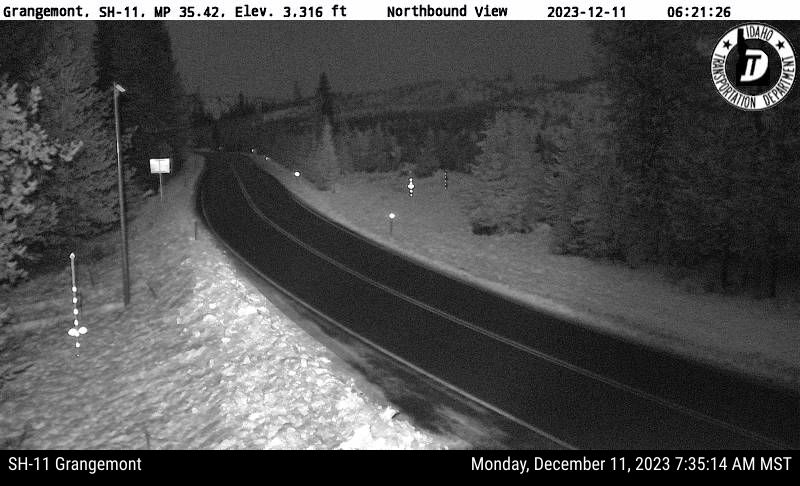 Grangemont, SH-11, MP 35.42, Elev. 3,316 ft Northbound View 2023-12-11 06:21:26
IDAHO
TRANSPORTATION DEPARTMENT
SH-11 Grangemont Monday, December 11, 2023 7:35:14 AM MST